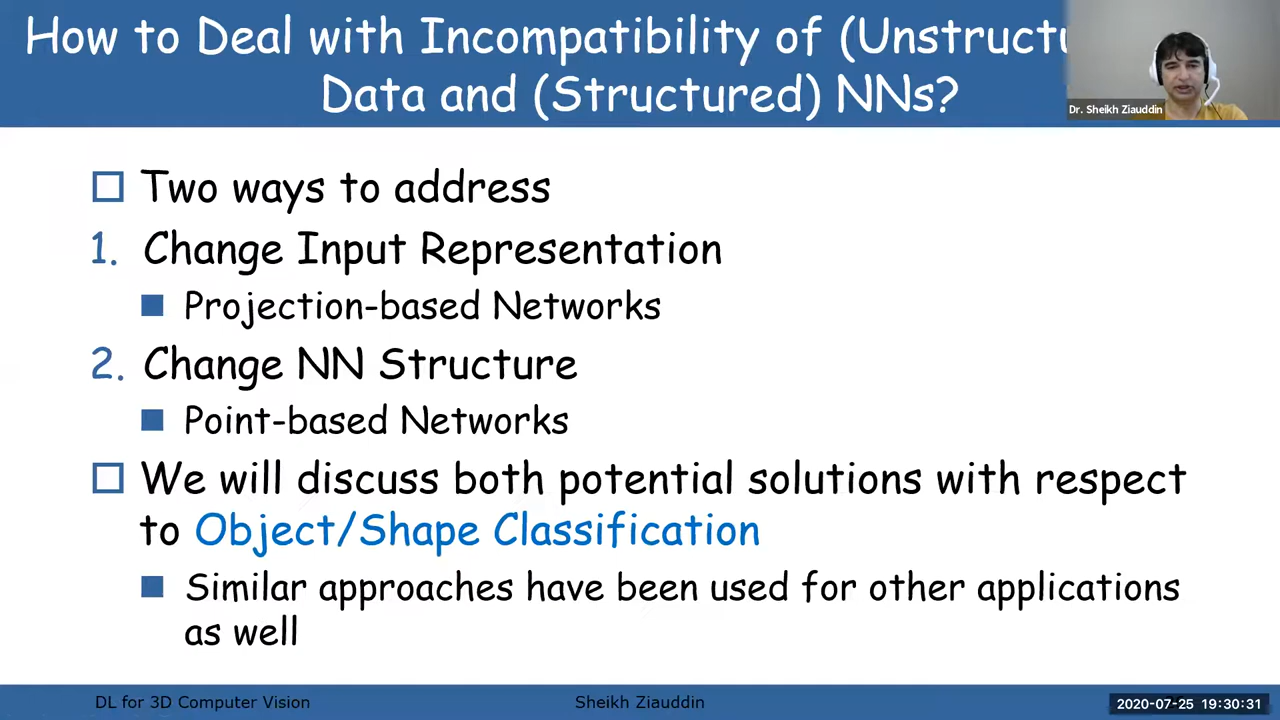 How to Deal with Incompatibility of (Unstructu
Data and (Structured) NNs?
Dr. Sheikh Ziauddin
Two ways to address
1. Change Input Representation
Projection-based Networks
2. Change NN Structure
Point-based Networks
We will discuss both potential solutions with respect
to Object/Shape Classification
Similar approaches have been used for other applications
as well
DL for 3D Computer Vision
Sheikh Ziauddin
2020-07-25 19:30:31